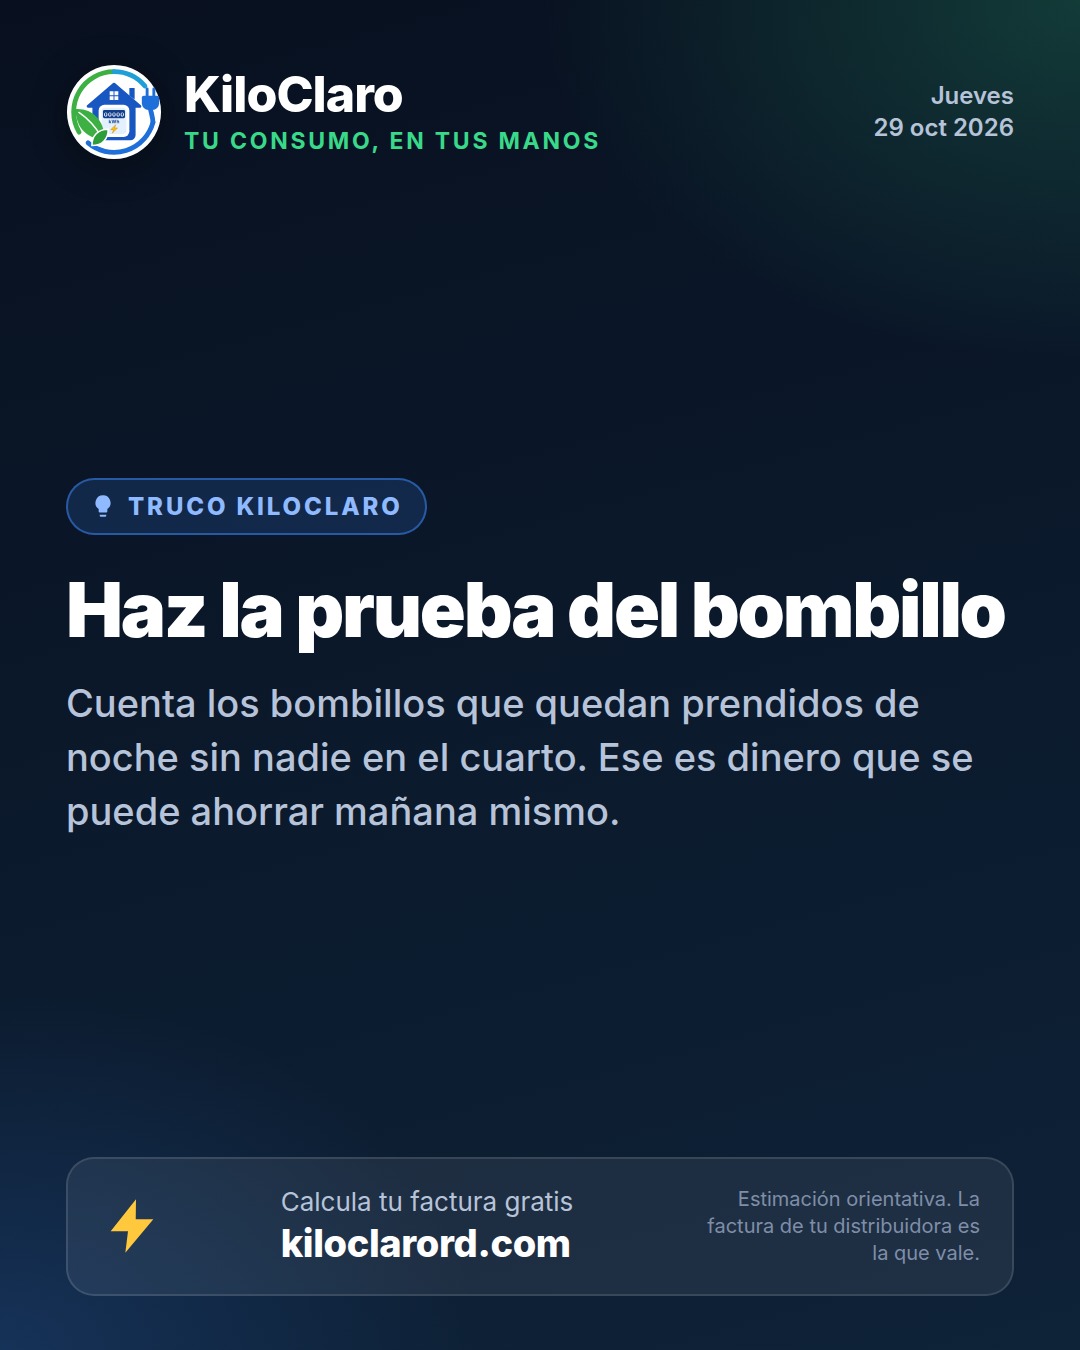 KiloClaro
TU CONSUMO, EN TUS MANOS
Jueves
29 oct 2026
TRUCO KILOCLARO
Haz la prueba del bombillo
Cuenta los bombillos que quedan prendidos de
noche sin nadie en el cuarto. Ese es dinero que se
puede ahorrar mañana mismo.
Calcula tu factura gratis
kiloclarord.com
Estimación orientativa. La
factura de tu distribuidora es
la que vale.